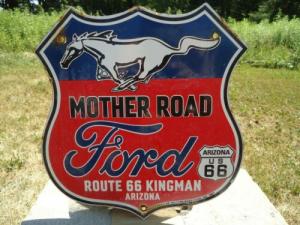 MOTHER ROAD
Ford
ARIZONA
US
66
ROUTE 66 KINGMAN
ARIZONA